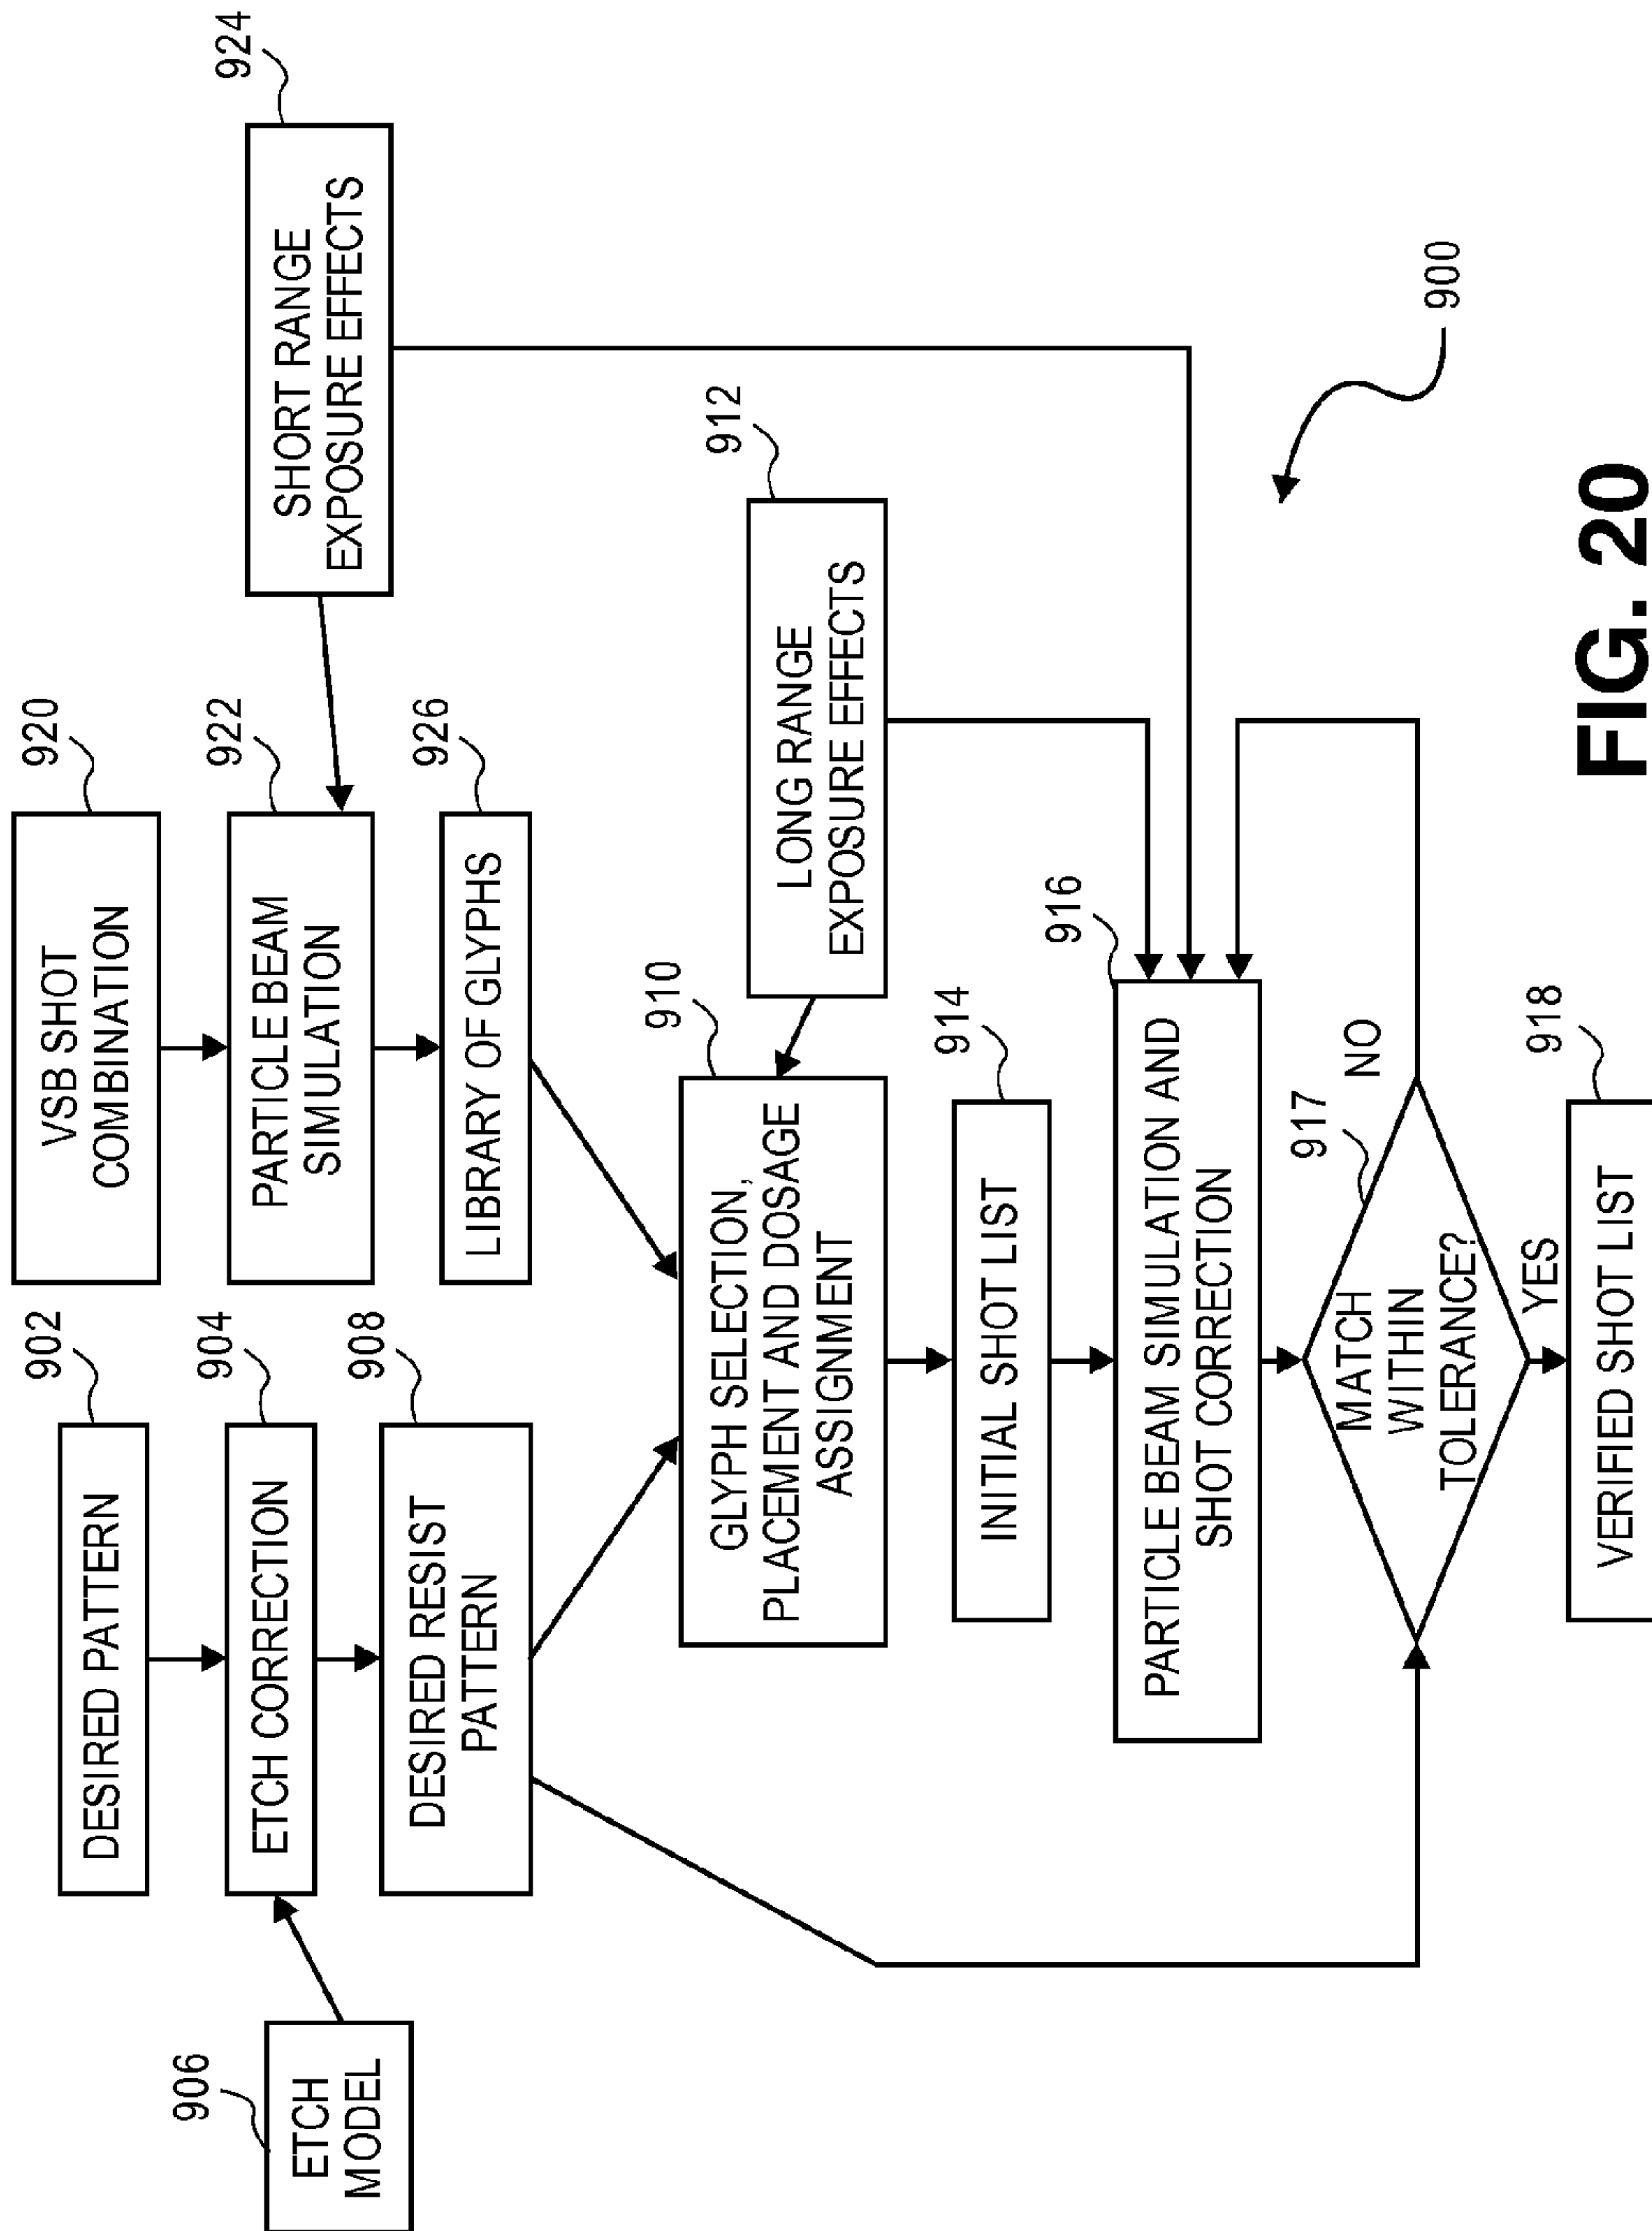 902
DESIRED PATTERN
904
ETCH CORRECTION
906
ETCH
MODEL
908
DESIRED RESIST
PATTERN
920
VSB SHOT
COMBINATION
922
PARTICLE BEAM
SIMULATION
924
SHORT RANGE
EXPOSURE EFFECTS
926
LIBRARY OF GLYPHS
910
GLYPH SELECTION,
PLACEMENT AND DOSAGE
ASSIGNMENT
912
LONG RANGE
EXPOSURE EFFECTS
914
INITIAL SHOT LIST
916
PARTICLE BEAM SIMULATION AND
SHOT CORRECTION
917
MATCH
WITHIN
TOLERANCE?
NO
YES
918
VERIFIED SHOT LIST
900
FIG. 20